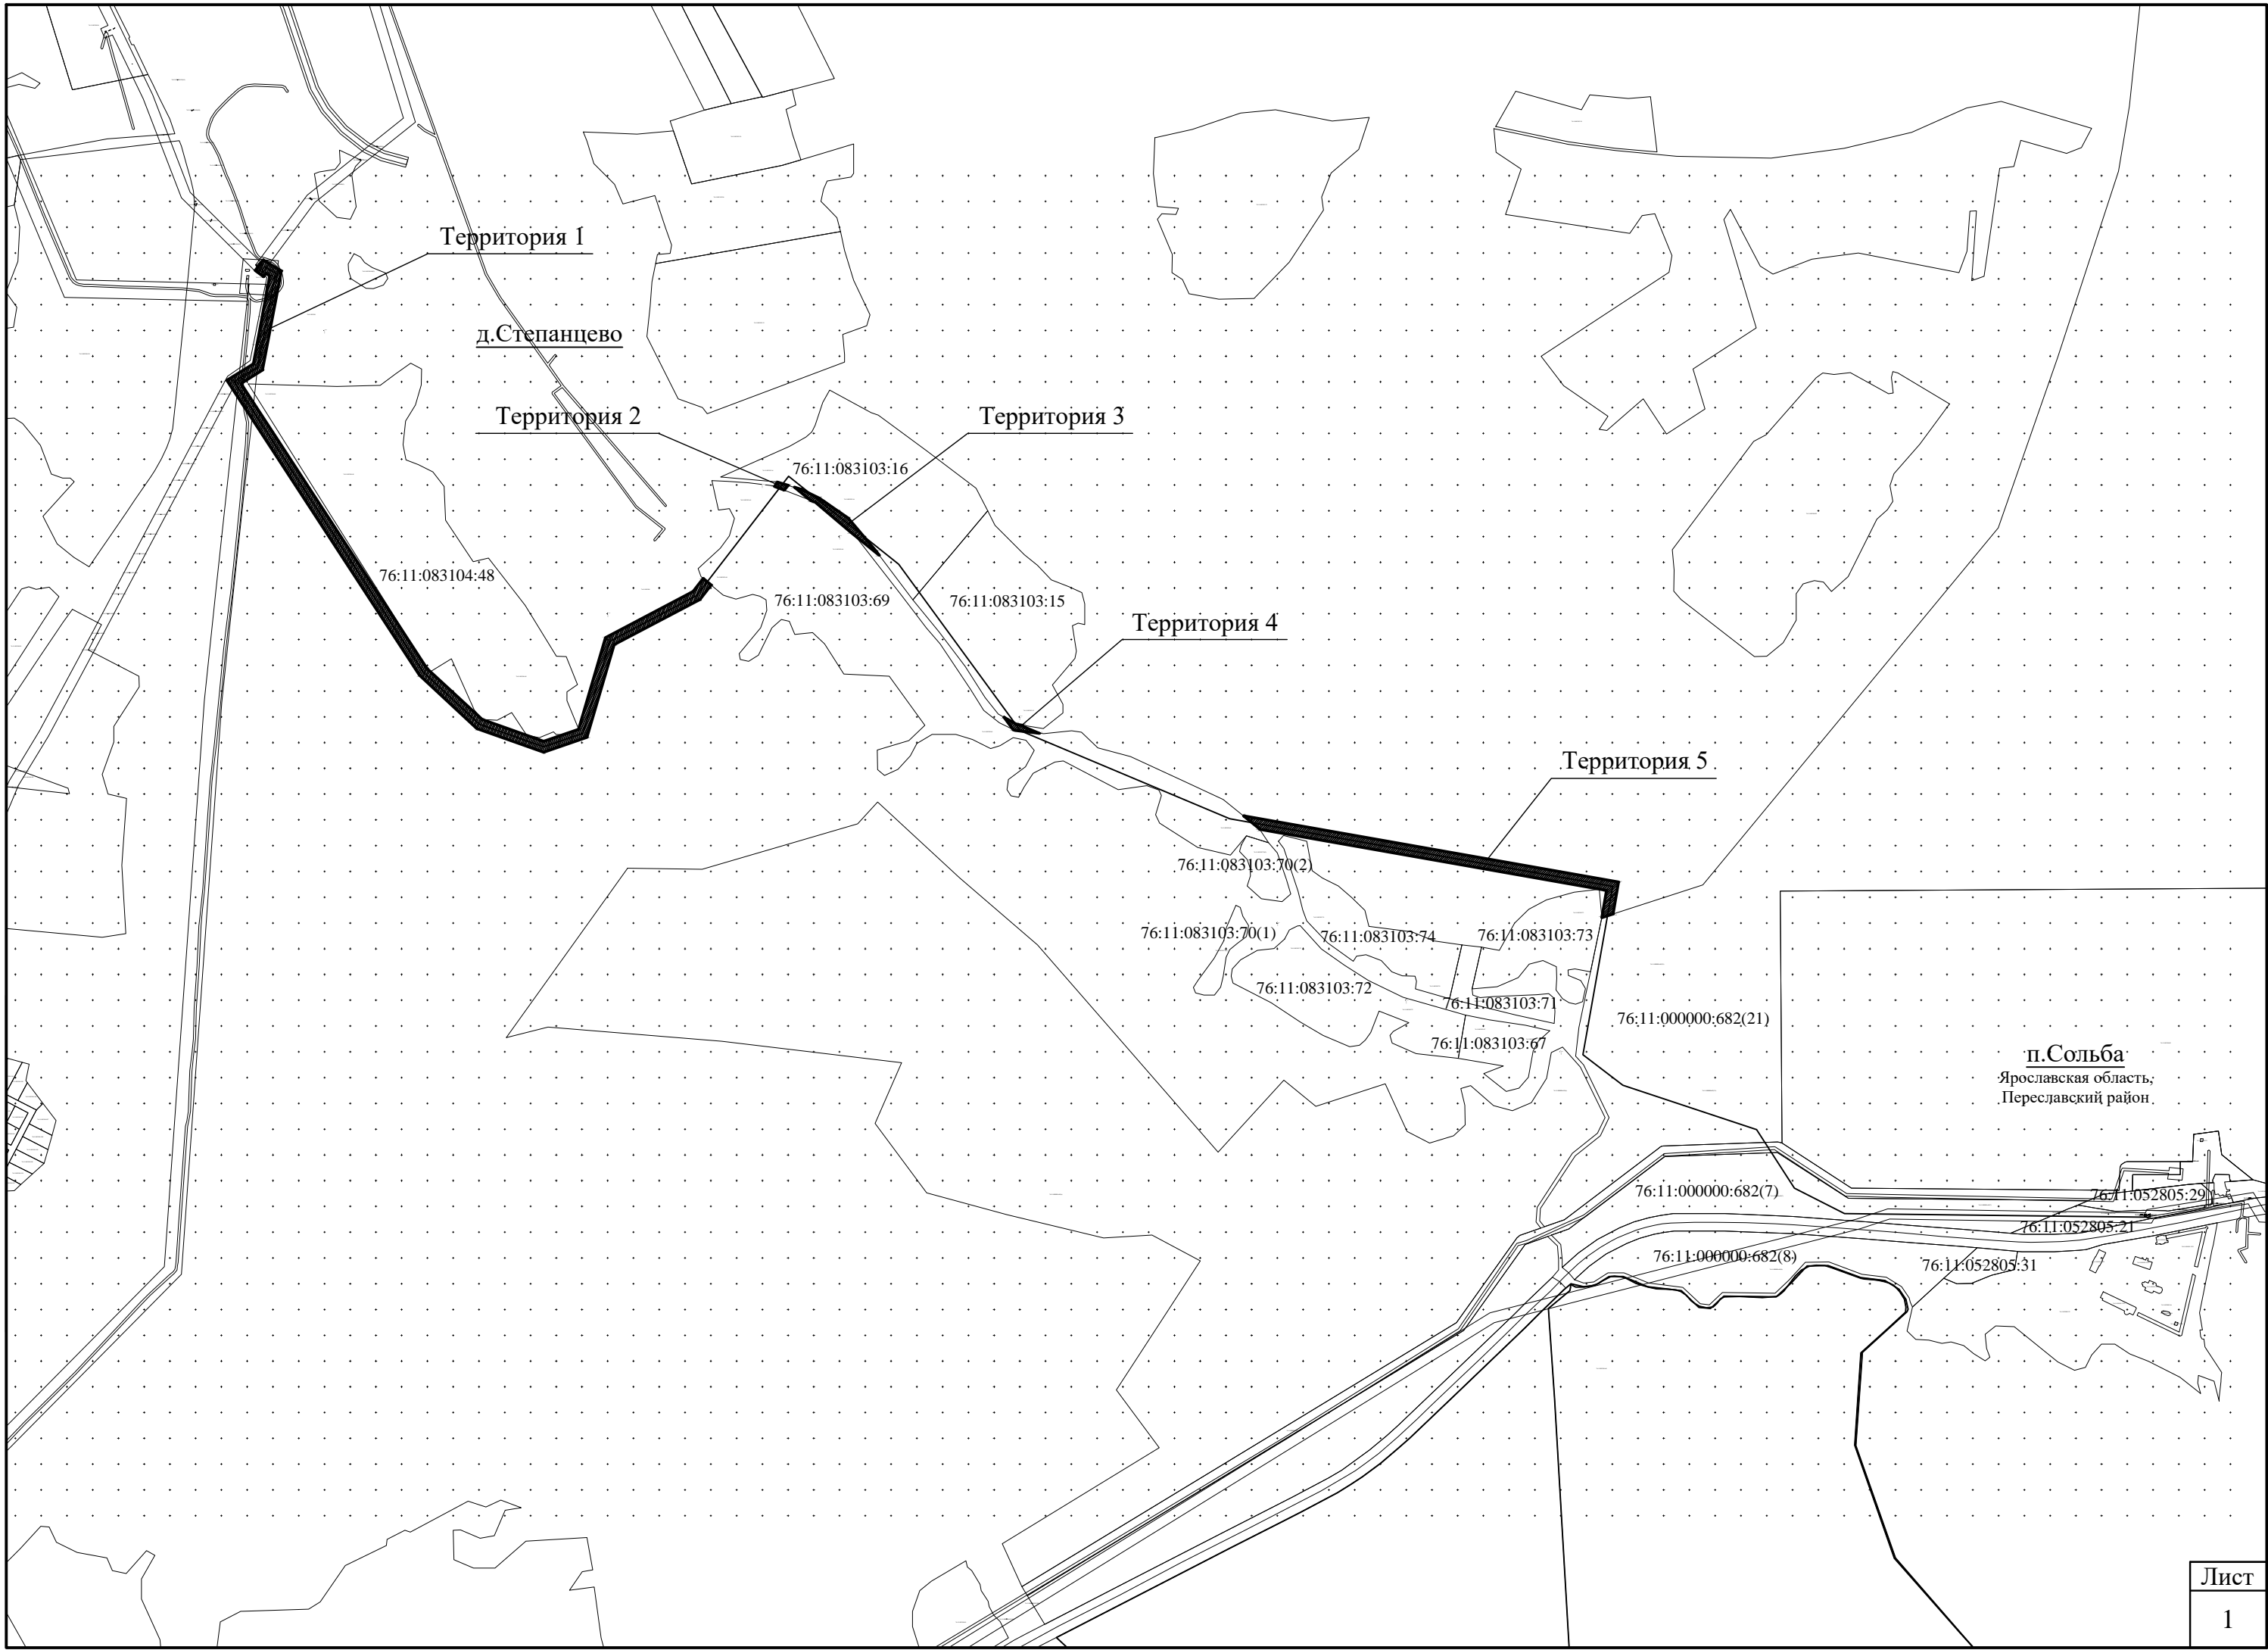 Территория 1
д.Степанцево
Территория 2
Территория 3
76:11:083103:16
76:11:083104:48
76:11:083103:69
76:11:083103:15
Территория 4
Территория 5
76:11:083103:70(2)
76:11:083103:70(1)
76:11:083103:74
76:11:083103:73
76:11:083103:72
76:11:083103:71
76:11:000000:682(21)
76:11:083103:67
п.Сольба
Ярославская область,
Переславский район
76:11:000000:682(7)
76:11:052805:29
76:11:052805:21
76:11:000000:682(8)
76:11:052805:31
Лист
1